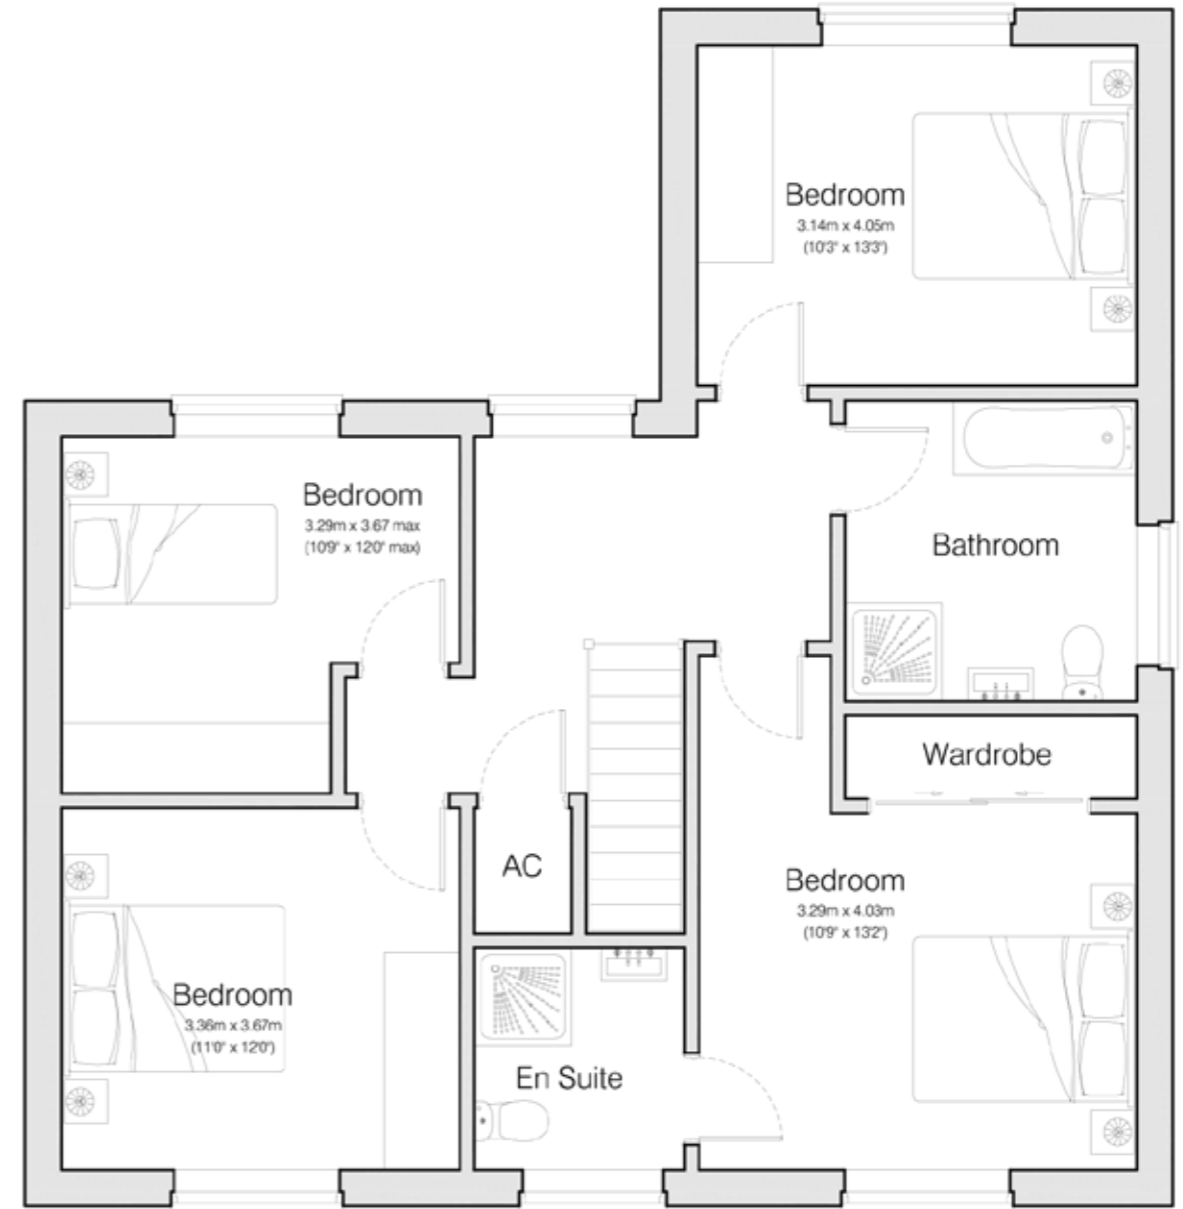 Bedroom
3.14m x 4.05m
(10'3" x 13'3")
Bedroom
3.29m x 3.67 max
(10'9" x 12'0" max)
Bathroom
Wardrobe
AC
Bedroom
3.29m x 4.03m
(10'9" x 13'2")
Bedroom
3.36m x 3.67m
(11'0" x 12'0")
En Suite